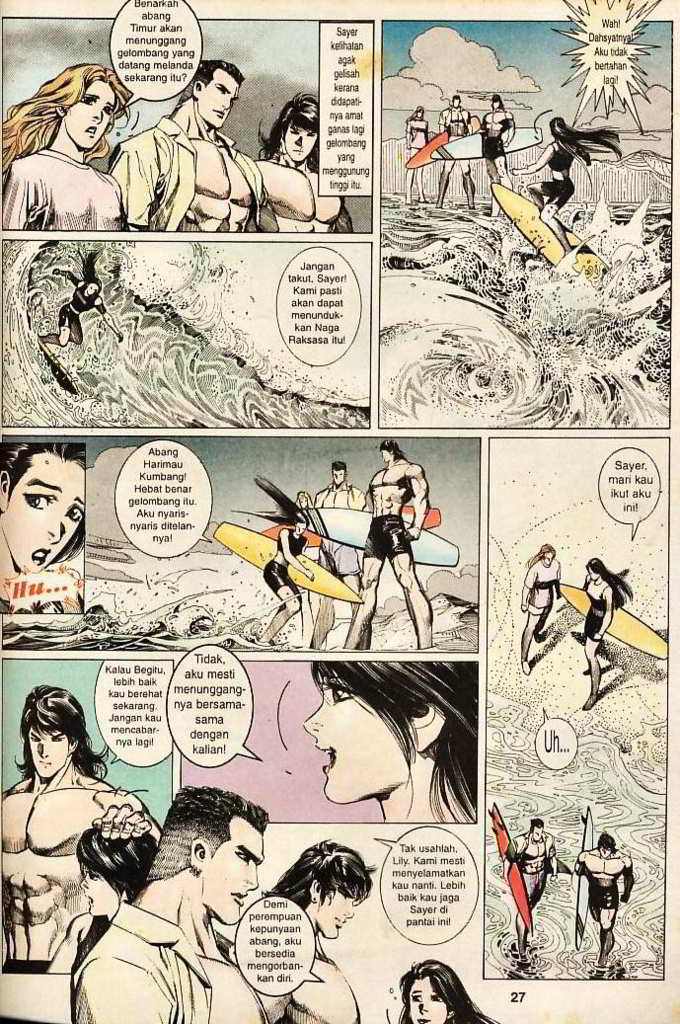 Benarkah
abang
Timur akan
menunggang
gelombang yang
datang melanda
sekarang itu?
Sayer
kelihatan
agak
gelisah
kerana
didapati-
nya amat
ganas lagi
gelombang
yang
menggunung
tinggi itu.
Wah!
Dahsyatnya!
Aku tidak
bertahan
lagi!
Jangan
takut, Sayer!
Kami pasti
akan dapat
menunduk-
kan Naga
Raksasa itu!
Hu...
Abang
Harimau
Kumbang!
Hebat benar
gelombang itu.
Aku nyaris-
nyaris ditelan-
nya!
Sayer,
mari kau
ikut aku
ini!
Uh...
Kalau Begitu,
lebih baik
kau berehat
sekarang.
Jangan kau
mencabar-
nya lagi!
Tidak,
aku mesti
menunggang-
nya bersama-
sama
dengan
kalian!
Demi
perempuan
kepunyaan
abang, aku
bersedia
mengorban-
kan diri.
Tak usahlah,
Lily. Kami mesti
menyelamatkan
kau nanti. Lebih
baik kau jaga
Sayer di
pantai ini!
27